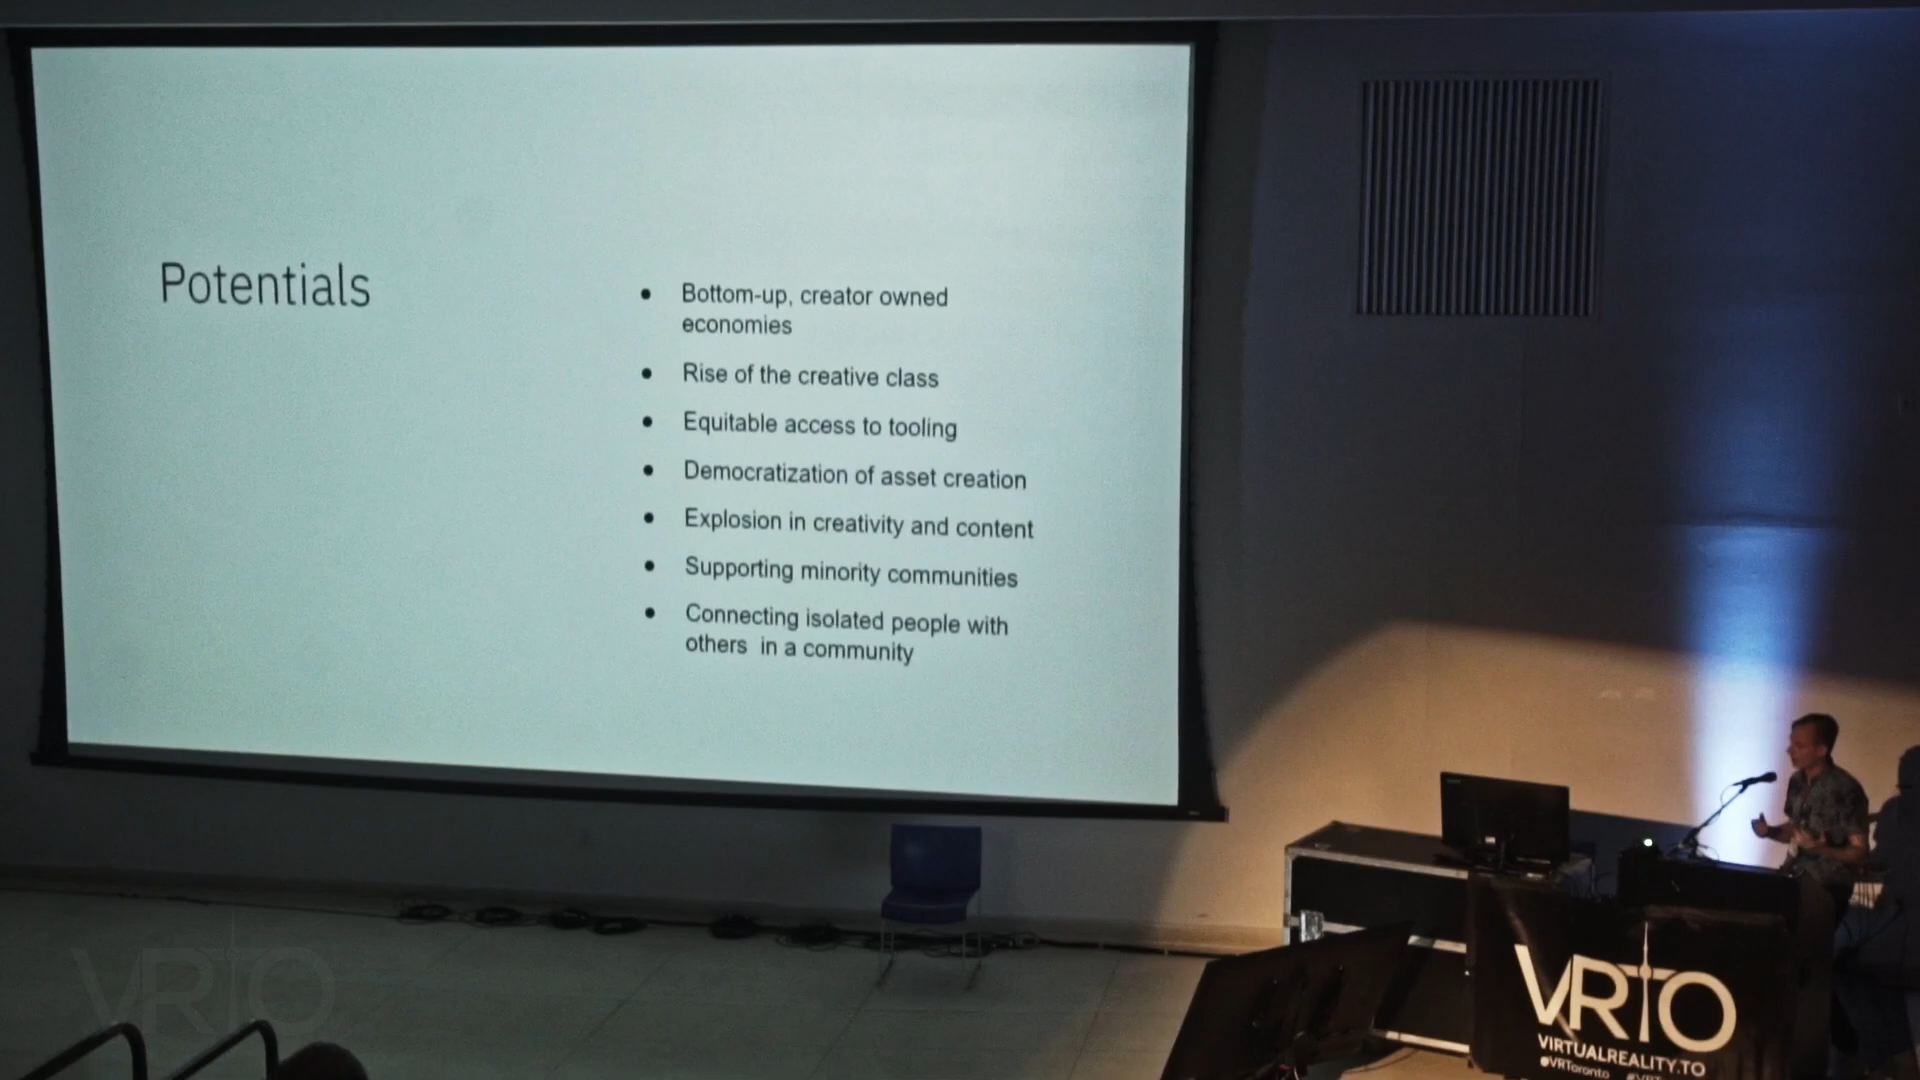 Potentials
Bottom-up, creator owned
economies
Rise of the creative class
Equitable access to tooling
Democratization of asset creation
Explosion in creativity and content
Supporting minority communities
Connecting isolated people with
others in a community
VRTO
VRTO
VIRTUALREALITY.TO
@VRToronto